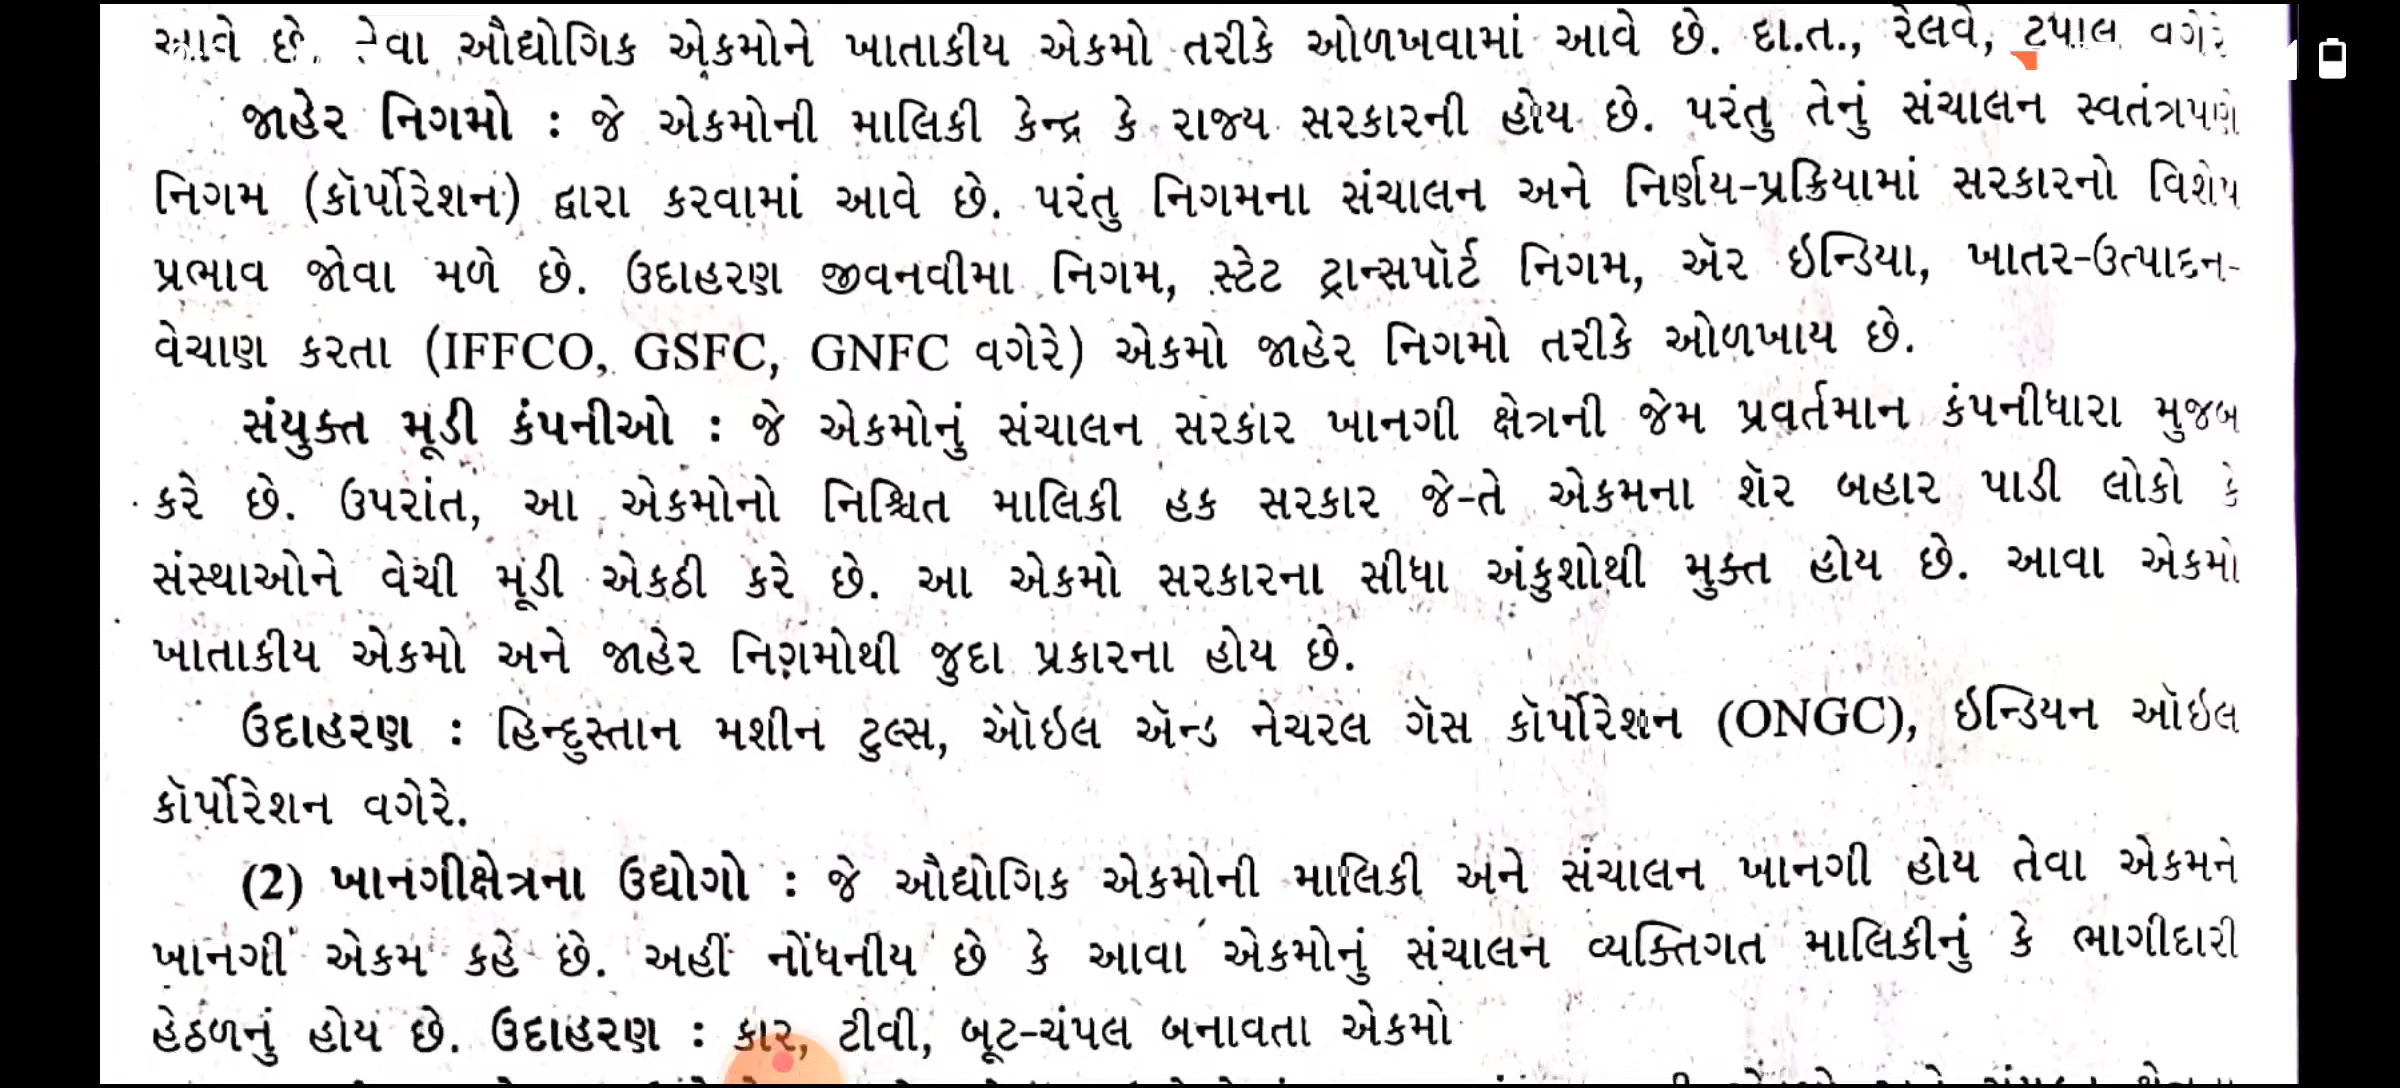 આવે છે. તેવા ઔદ્યોગિક એકમોને ખાતાકીય એકમો તરીકે ઓળખવામાં આવે છે. દા.ત., રેલવે, ટપાલ વગેરે
જાહેર નિગમો : જે એકમોની માલિકી કેન્દ્ર કે રાજ્ય સરકારની હોય છે. પરંતુ તેનું સંચાલન સ્વતંત્રપણે
નિગમ (કૉર્પોરેશન) દ્વારા કરવામાં આવે છે. પરંતુ નિગમના સંચાલન અને નિર્ણય-પ્રક્રિયામાં સરકારનો વિશેષ
પ્રભાવ જોવા મળે છે. ઉદાહરણ જીવનવીમા નિગમ, સ્ટેટ ટ્રાન્સપૉર્ટ નિગમ, ઍર ઇન્ડિયા, ખાતર-ઉત્પાદન-
વેચાણ કરતા (IFFCO, GSFC, GNFC વગેરે) એકમો જાહેર નિગમો તરીકે ઓળખાય છે.
સંયુક્ત મૂડી કંપનીઓ : જે એકમોનું સંચાલન સરકાર ખાનગી ક્ષેત્રની જેમ પ્રવર્તમાન કંપનીધારા મુજબ
કરે છે. ઉપરાંત, આ એકમોનો નિશ્ચિત માલિકી હક સરકાર જે-તે એકમના શૅર બહાર પાડી લોકો કે
સંસ્થાઓને વેચી મૂડી એકઠી કરે છે. આ એકમો સરકારના સીધા અંકુશોથી મુક્ત હોય છે. આવા એકમો
ખાતાકીય એકમો અને જાહેર નિગમોથી જુદા પ્રકારના હોય છે.
ઉદાહરણ : હિન્દુસ્તાન મશીન ટુલ્સ, ઑઇલ ઍન્ડ નેચરલ ગૅસ કૉર્પોરેશન (ONGC), ઇન્ડિયન ઑઇલ
કૉર્પોરેશન વગેરે.
(2) ખાનગીક્ષેત્રના ઉદ્યોગો : જે ઔદ્યોગિક એકમોની માલિકી અને સંચાલન ખાનગી હોય તેવા એકમને
ખાનગી એકમ કહે છે. અહીં નોંધનીય છે કે આવા એકમોનું સંચાલન વ્યક્તિગત માલિકીનું કે ભાગીદારી
હેઠળનું હોય છે. ઉદાહરણ : કાર, ટીવી, બૂટ-ચંપલ બનાવતા એકમો